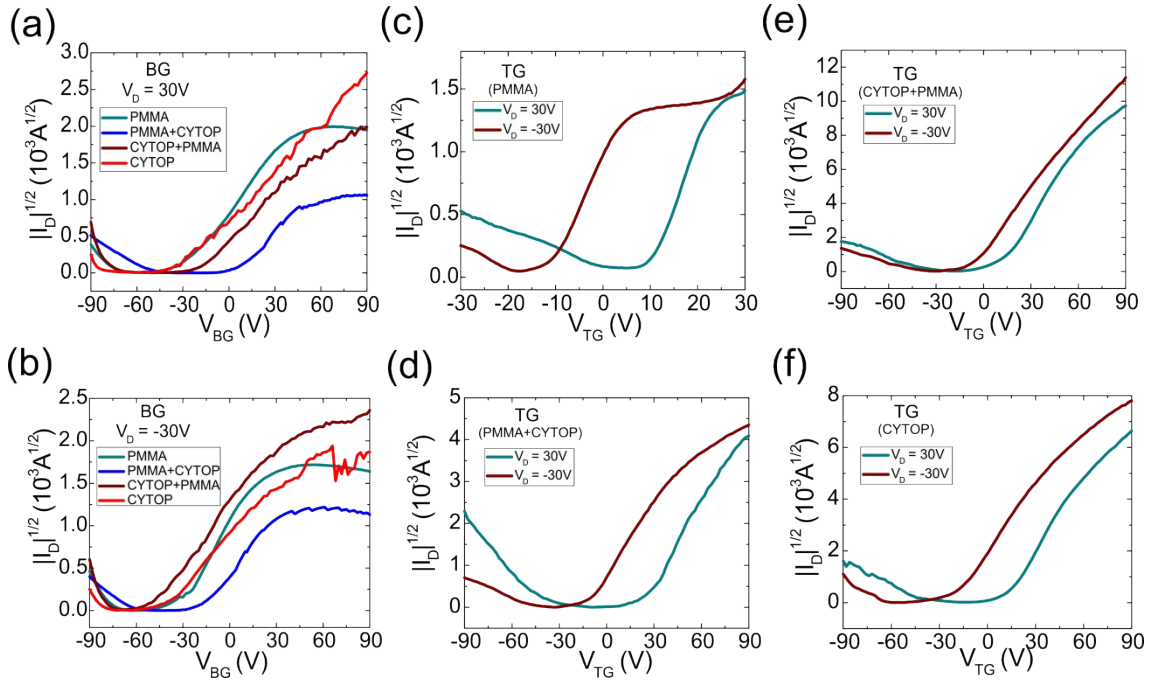 (a)
BG
V_D = 30V
PMMA
PMMA+CYTOP
CYTOP+PMMA
CYTOP
|I_D|^1/2 (10^3A^1/2)
3.0
2.5
2.0
1.5
1.0
0.5
0.0
-90 -60 -30 0 30 60 90
V_BG (V)
(b)
BG
V_D = -30V
PMMA
PMMA+CYTOP
CYTOP+PMMA
CYTOP
|I_D|^1/2 (10^3A^1/2)
2.5
2.0
1.5
1.0
0.5
0.0
-90 -60 -30 0 30 60 90
V_BG (V)
(c)
TG
(PMMA)
V_D = 30V
V_D = -30V
|I_D|^1/2 (10^3A^1/2)
1.5
1.0
0.5
0.0
-30 -20 -10 0 10 20 30
V_TG (V)
(d)
TG
(PMMA+CYTOP)
V_D = 30V
V_D = -30V
|I_D|^1/2 (10^3A^1/2)
5
4
3
2
1
0
-90 -60 -30 0 30 60 90
V_TG (V)
(e)
TG
(CYTOP+PMMA)
V_D = 30V
V_D = -30V
|I_D|^1/2 (10^3A^1/2)
12
10
8
6
4
2
0
-90 -60 -30 0 30 60 90
V_TG (V)
(f)
TG
(CYTOP)
V_D = 30V
V_D = -30V
|I_D|^1/2 (10^3A^1/2)
8
6
4
2
0
-90 -60 -30 0 30 60 90
V_TG (V)